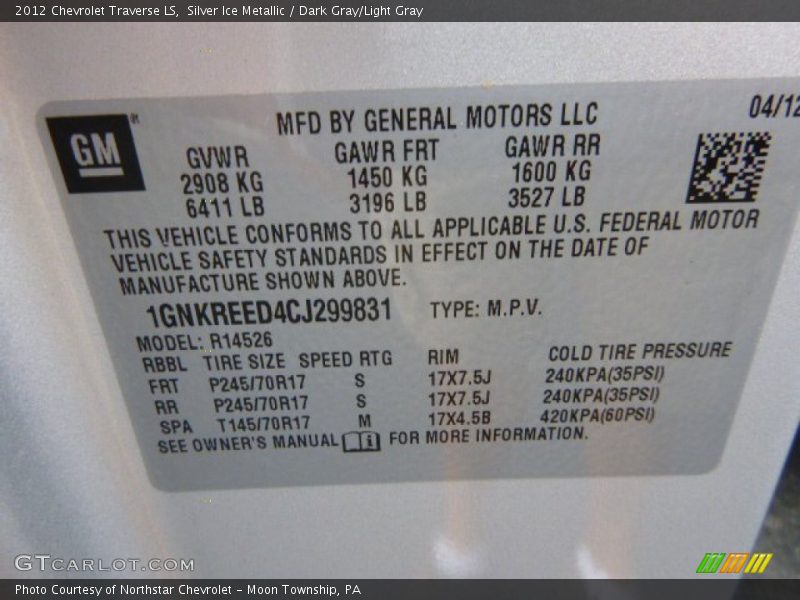 2012 Chevrolet Traverse LS,  Silver Ice Metallic / Dark Gray/Light Gray
GM
MFD BY GENERAL MOTORS LLC
04/12
GVWR GAWR FRT GAWR RR
2908 KG 1450 KG 1600 KG
6411 LB 3196 LB 3527 LB
THIS VEHICLE CONFORMS TO ALL APPLICABLE U.S. FEDERAL MOTOR
VEHICLE SAFETY STANDARDS IN EFFECT ON THE DATE OF
MANUFACTURE SHOWN ABOVE.
1GNKREED4CJ299831 TYPE: M.P.V.
MODEL: R14526
RBBL TIRE SIZE SPEED RTG RIM COLD TIRE PRESSURE
FRT P245/70R17 S 17X7.5J 240KPA(35PSI)
RR P245/70R17 S 17X7.5J 240KPA(35PSI)
SPA T145/70R17 M 17X4.5B 420KPA(60PSI)
SEE OWNER'S MANUAL i FOR MORE INFORMATION.
GTCARLOT.COM
Photo Courtesy of Northstar Chevrolet - Moon Township, PA